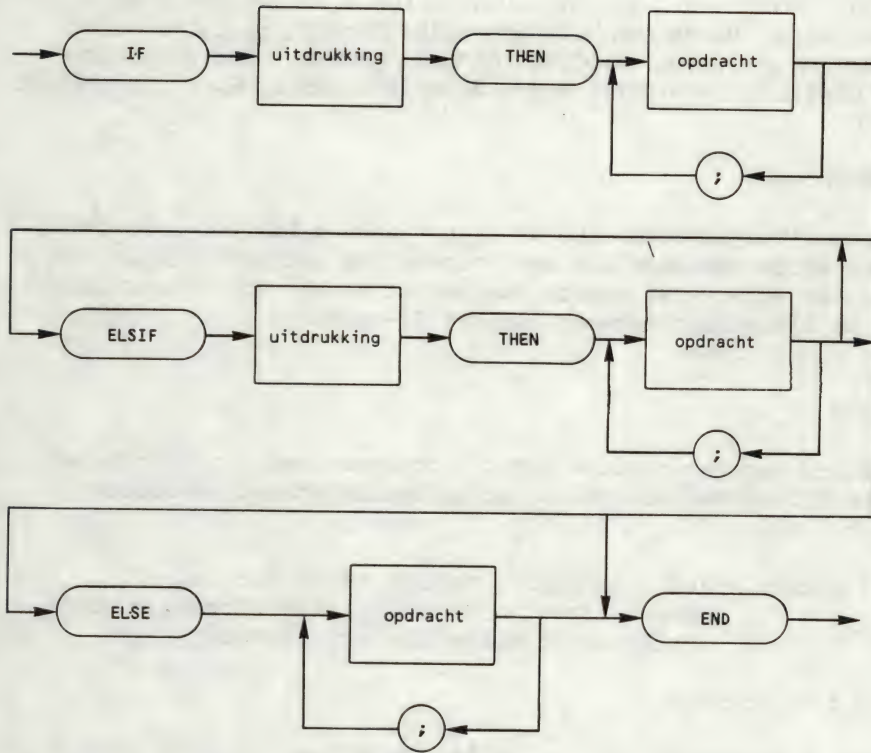 IF uitdrukking THEN opdracht
;
ELSIF uitdrukking THEN opdracht
;
ELSE opdracht END
;